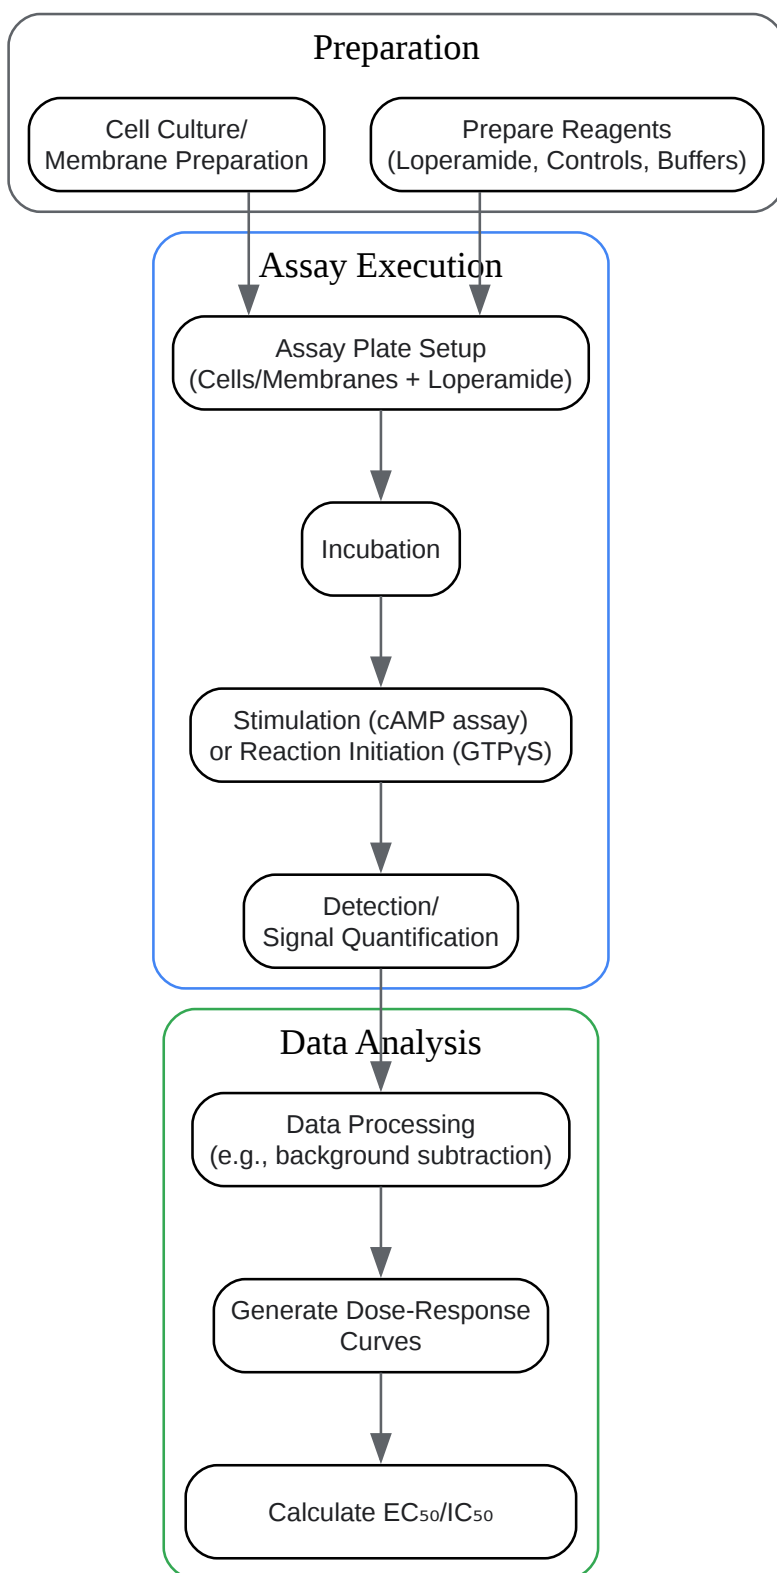 Preparation
Cell Culture/
Membrane Preparation
Prepare Reagents
(Loperamide, Controls, Buffers)
Assay Execution
Assay Plate Setup
(Cells/Membranes + Loperamide)
Incubation
Stimulation (cAMP assay)
or Reaction Initiation (GTPγS)
Detection/
Signal Quantification
Data Analysis
Data Processing
(e.g., background subtraction)
Generate Dose-Response
Curves
Calculate EC₅₀/IC₅₀